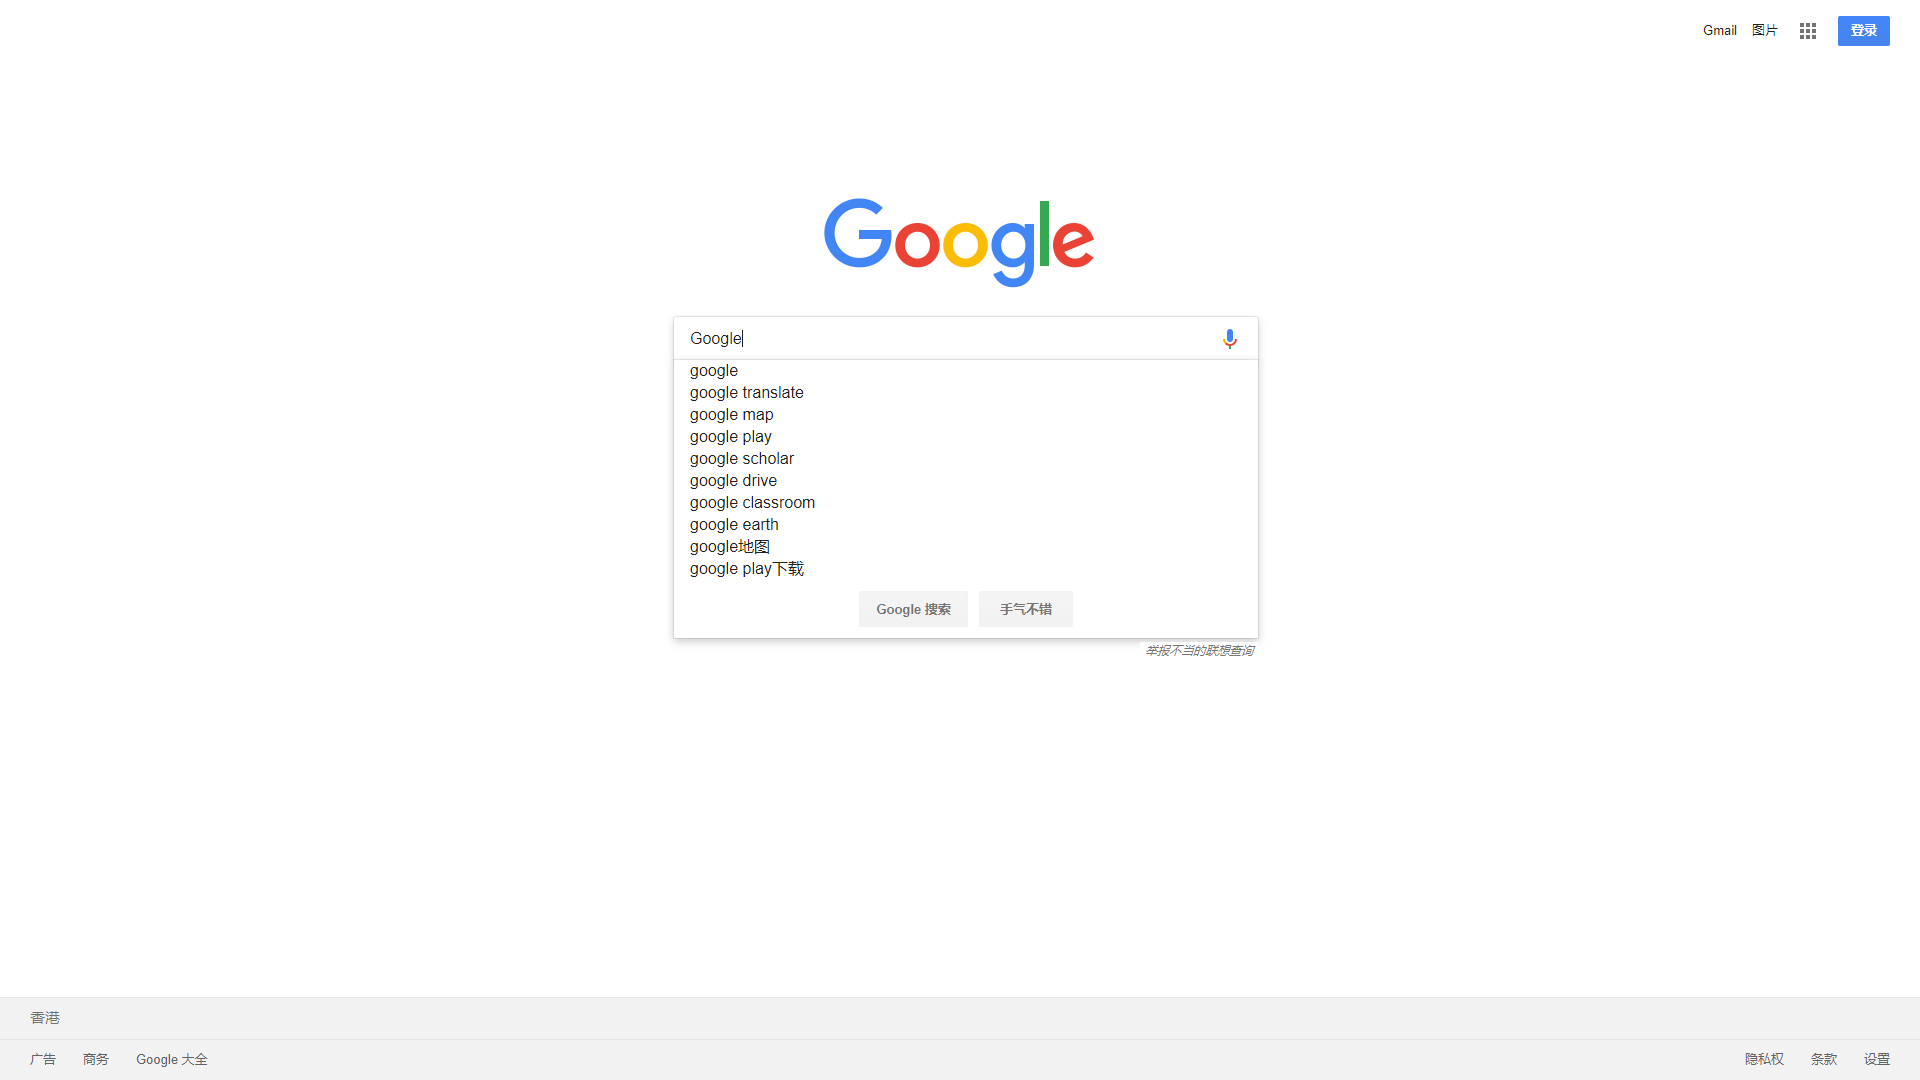 Gmail 图片 登录
Google
Google
google
google translate
google map
google play
google scholar
google drive
google classroom
google earth
google地图
google play下载
Google 搜索 手气不错
举报不当的联想查询
香港
广告 商务 Google 大全 隐私权 条款 设置